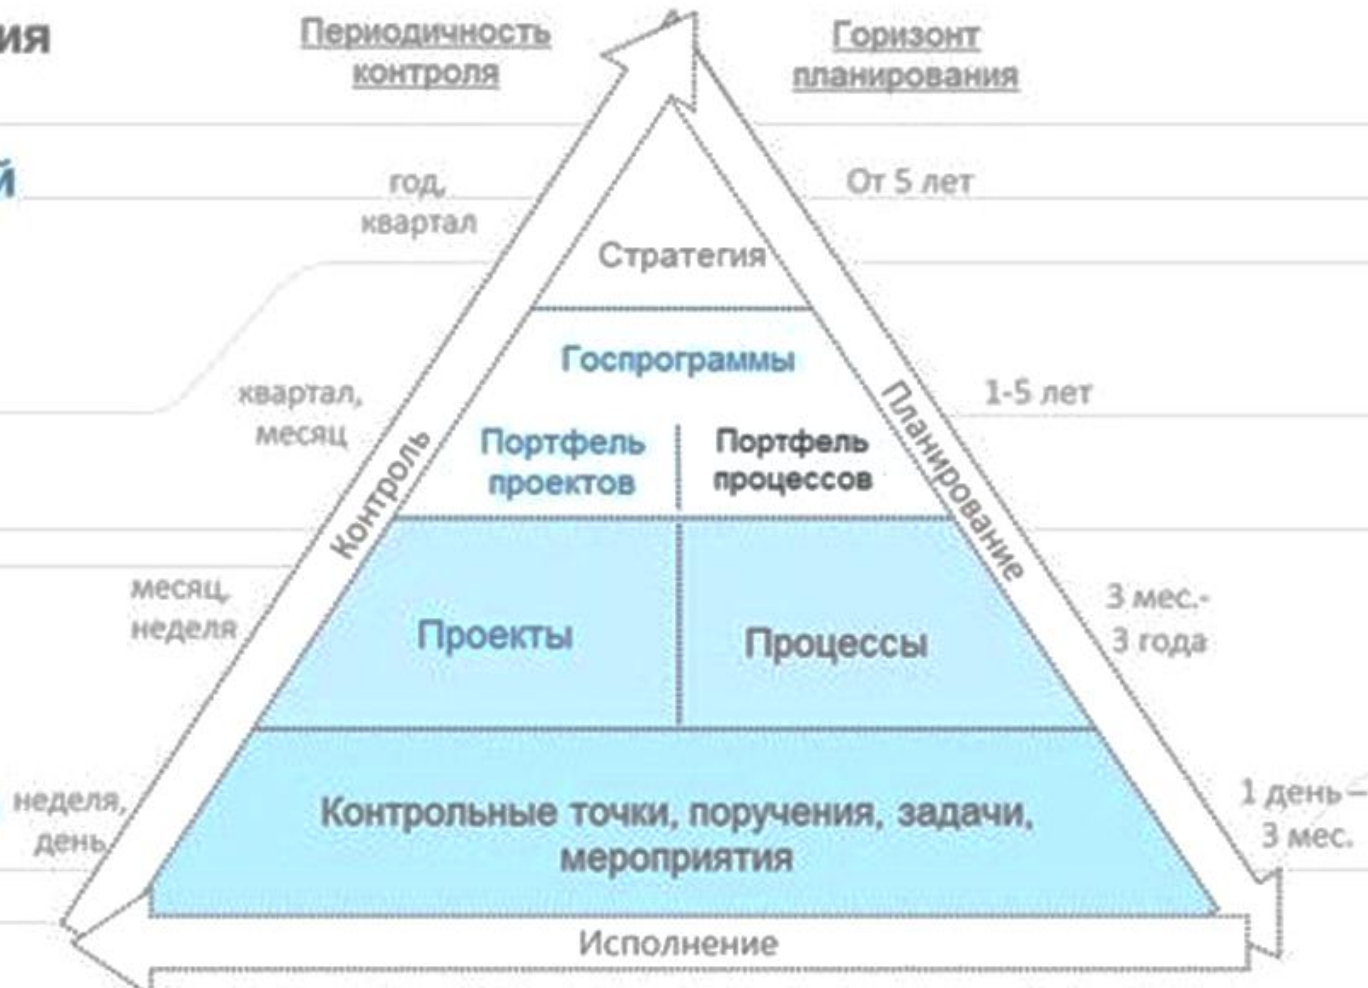 ия
Периодичность
контроля
Горизонт
планирования
й
год,
квартал
От 5 лет
Стратегия
Госпрограммы
квартал,
месяц
1-5 лет
Портфель
проектов
Портфель
процессов
Контроль
Планирование
месяц,
неделя
Проекты
Процессы
3 мес.-
3 года
неделя,
день
Контрольные точки, поручения, задачи,
мероприятия
1 день –
3 мес.
Исполнение